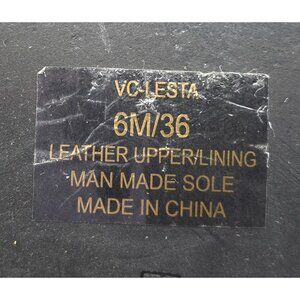 VC-LESTA
6M/36
LEATHER UPPER/LINING
MAN MADE SOLE
MADE IN CHINA